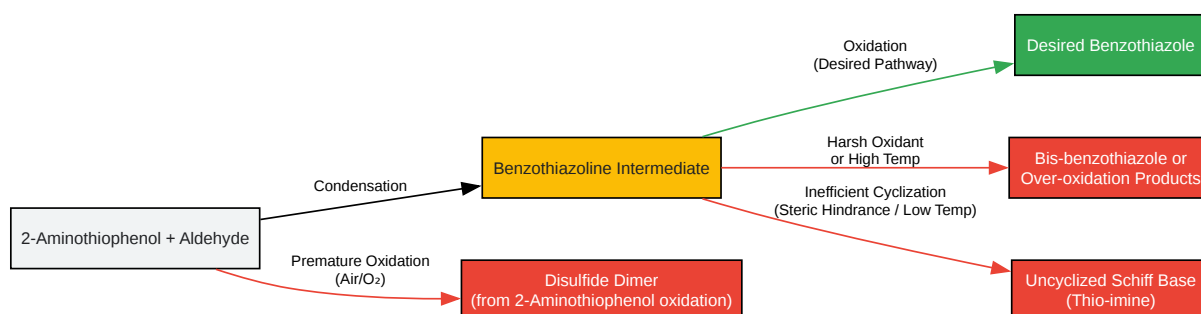 2-Aminothiophenol + Aldehyde
Condensation
Premature Oxidation
(Air/O₂)
Benzothiazoline Intermediate
Disulfide Dimer
(from 2-Aminothiophenol oxidation)
Oxidation
(Desired Pathway)
Harsh Oxidant
or High Temp
Inefficient Cyclization
(Steric Hindrance / Low Temp)
Desired Benzothiazole
Bis-benzothiazole or
Over-oxidation Products
Uncyclized Schiff Base
(Thio-imine)